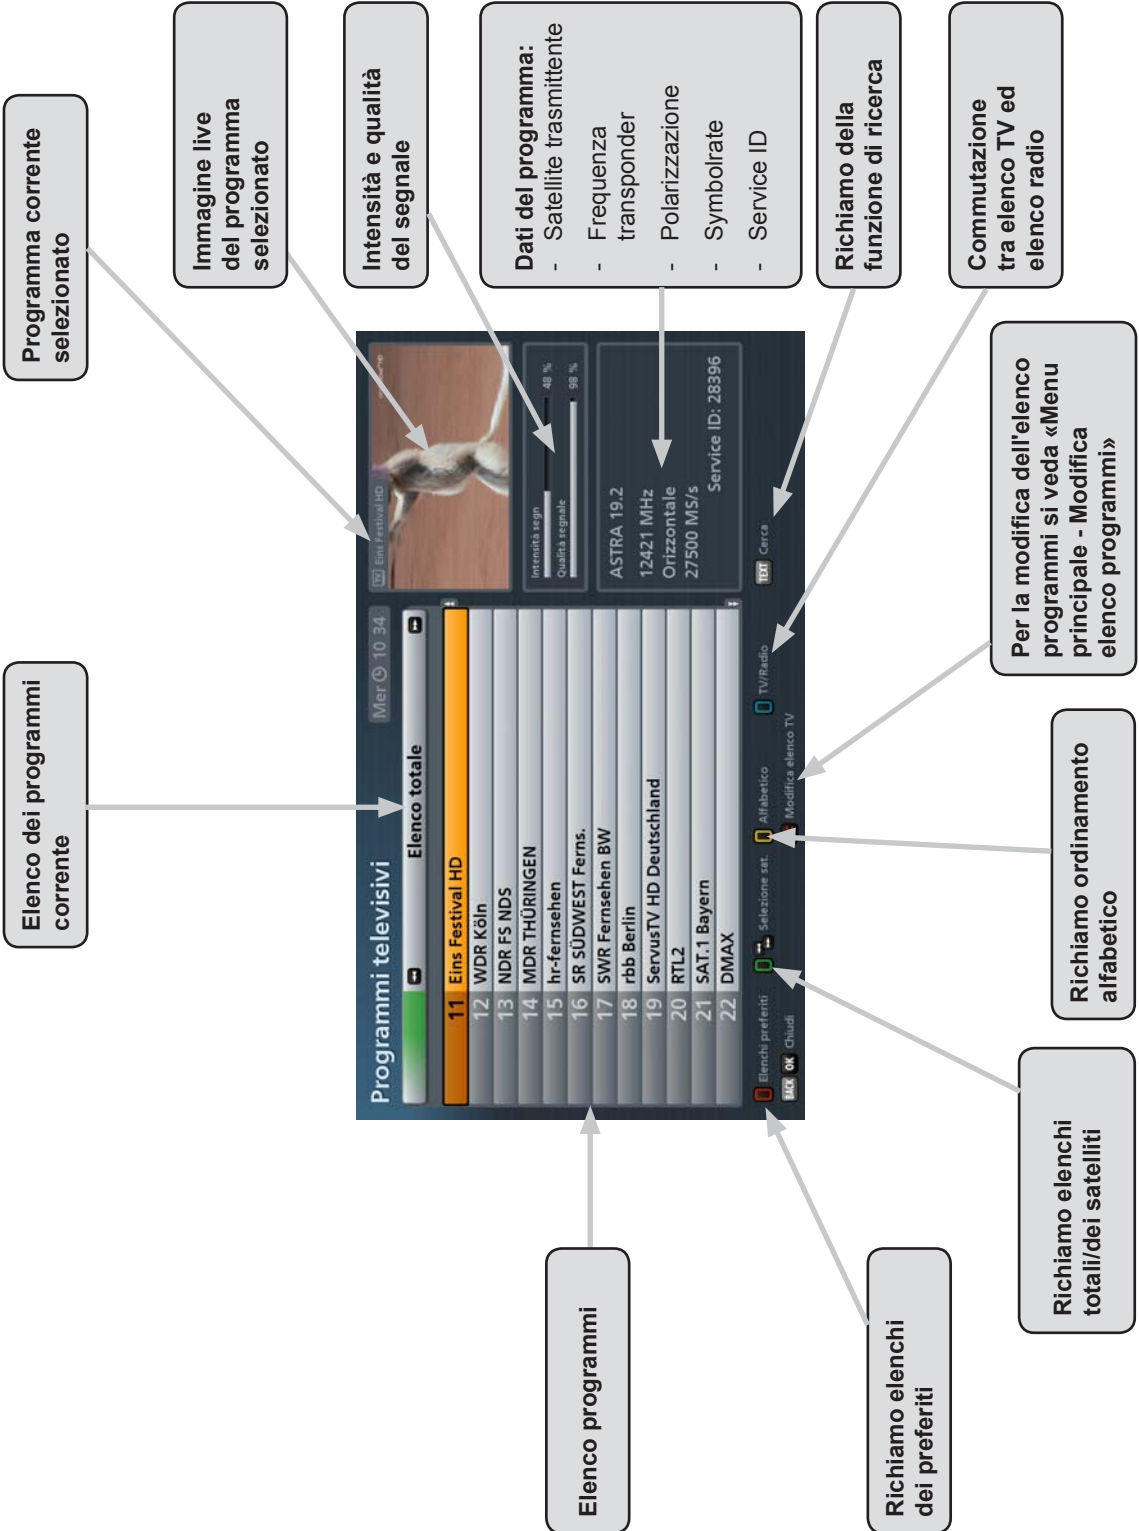 Elenco dei programmi
corrente
Programma corrente
selezionato
Immagine live
del programma
selezionato
Intensità e qualità
del segnale
Dati del programma:
- Satellite trasmittente
- Frequenza
transponder
- Polarizzazione
- Symbolrate
- Service ID
Richiamo della
funzione di ricerca
Commutazione
tra elenco TV ed
elenco radio
Programmi televisivi
Mer 10 34
Elenco totale
11 Eins Festival HD
12 WDR Köln
13 NDR FS NDS
14 MDR THÜRINGEN
15 hr-fernsehen
16 SR SÜDWEST Ferns.
17 SWR Fernsehen BW
18 rbb Berlin
19 ServusTV HD Deutschland
20 RTL2
21 SAT.1 Bayern
22 DMAX
TV Eins Festival HD
Intensità segn 48 %
Qualità segnale 98 %
ASTRA 19.2
12421 MHz
Orizzontale
27500 MS/s
Service ID: 28396
Elenchi preferiti Selezione sat. Alfabetico TV/Radio TEXT Cerca
BACK OK Chiudi Modifica elenco TV
Elenco programmi
Richiamo elenchi
dei preferiti
Richiamo elenchi
totali/dei satelliti
Richiamo ordinamento
alfabetico
Per la modifica dell'elenco
programmi si veda «Menu
principale - Modifica
elenco programmi»